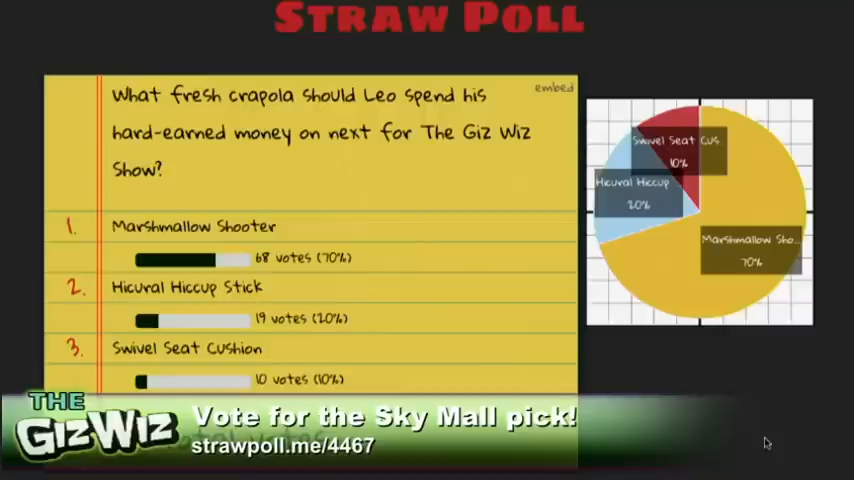 STRAW POLL
embed
What fresh crapola should Leo spend his
hard-earned money on next for The Giz Wiz
Show?
1. Marshmallow Shooter
68 votes (70%)
2. Hicural Hiccup Stick
19 votes (20%)
3. Swivel Seat Cushion
10 votes (10%)
Swivel Seat Cus
10%
Hicural Hiccup
20%
Marshmallow Sho...
70%
THE
GIZWIZ
Vote for the Sky Mall pick!
strawpoll.me/4467